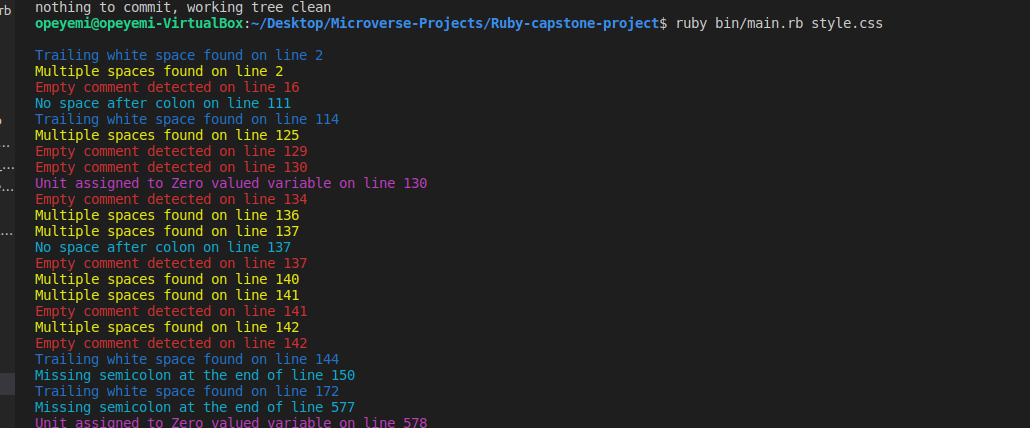 rb
nothing to commit, working tree clean
opeyemi@opeyemi-VirtualBox:~/Desktop/Microverse-Projects/Ruby-capstone-project$ ruby bin/main.rb style.css
Trailing white space found on line 2
Multiple spaces found on line 2
Empty comment detected on line 16
No space after colon on line 111
Trailing white space found on line 114
Multiple spaces found on line 125
Empty comment detected on line 129
Empty comment detected on line 130
Unit assigned to Zero valued variable on line 130
Empty comment detected on line 134
Multiple spaces found on line 136
Multiple spaces found on line 137
No space after colon on line 137
Empty comment detected on line 137
Multiple spaces found on line 140
Multiple spaces found on line 141
Empty comment detected on line 141
Multiple spaces found on line 142
Empty comment detected on line 142
Trailing white space found on line 144
Missing semicolon at the end of line 150
Trailing white space found on line 172
Missing semicolon at the end of line 577
Unit assigned to Zero valued variable on line 578